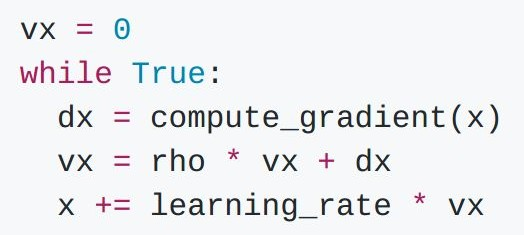 vx = 0
while True:
  dx = compute_gradient(x)
  vx = rho * vx + dx
  x += learning_rate * vx